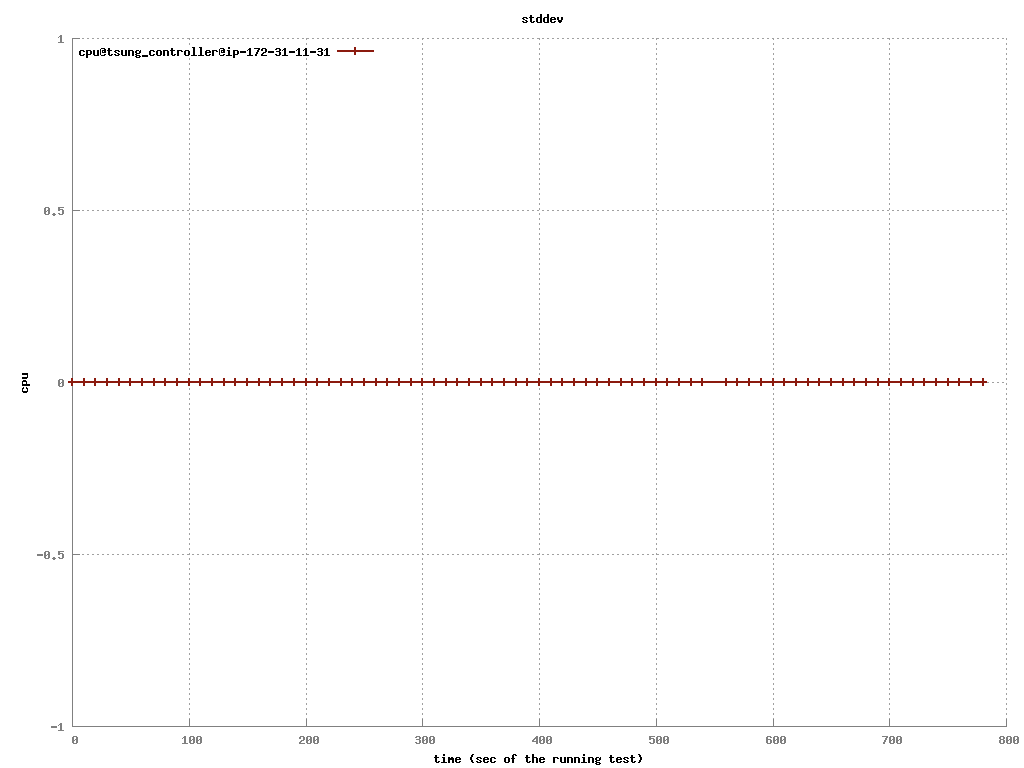 stddev
1
cpu@tsung_controller@ip-172-31-11-31
0.5
cpu
0
-0.5
-1
0 100 200 300 400 500 600 700 800
time (sec of the running test)